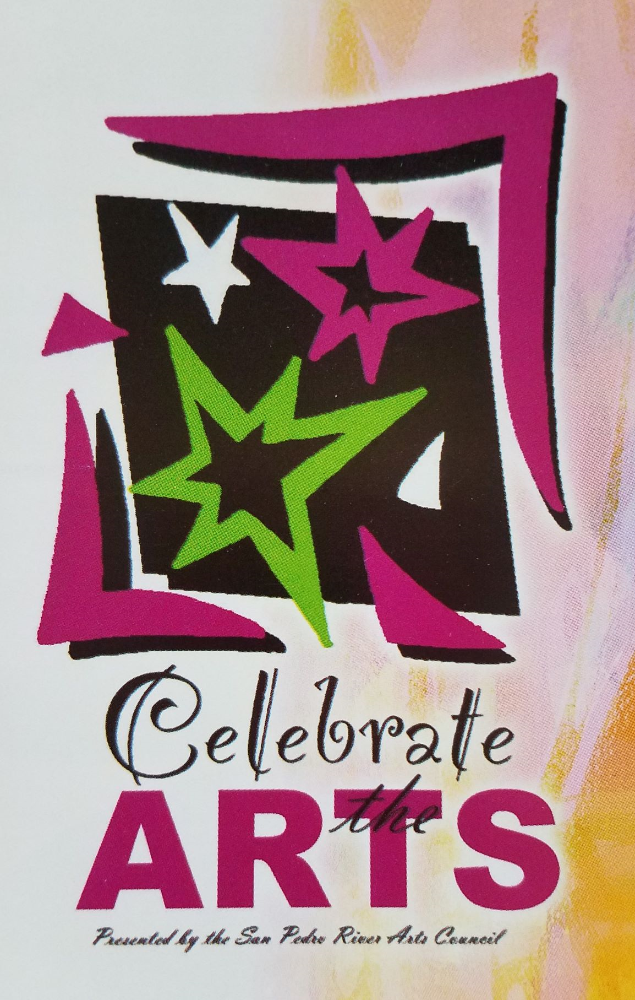 Celebrate
the
ARTS
Presented by the San Pedro River Arts Council